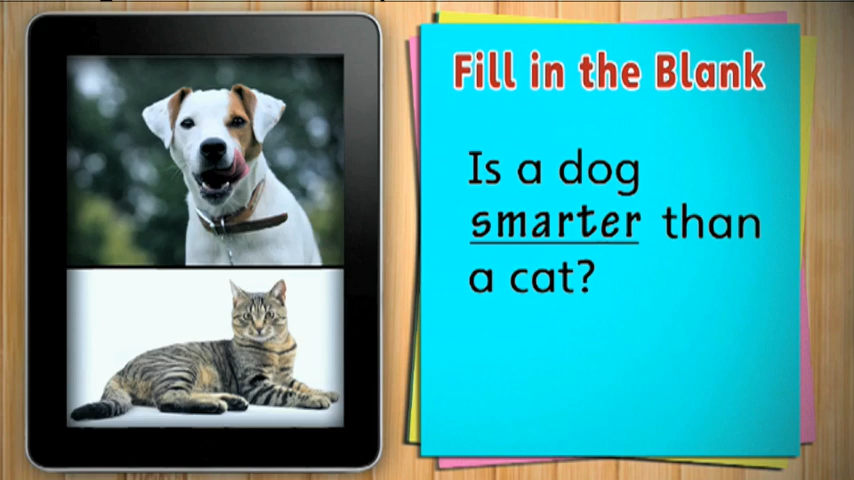 Fill in the Blank
Is a dog
smarter than
a cat?